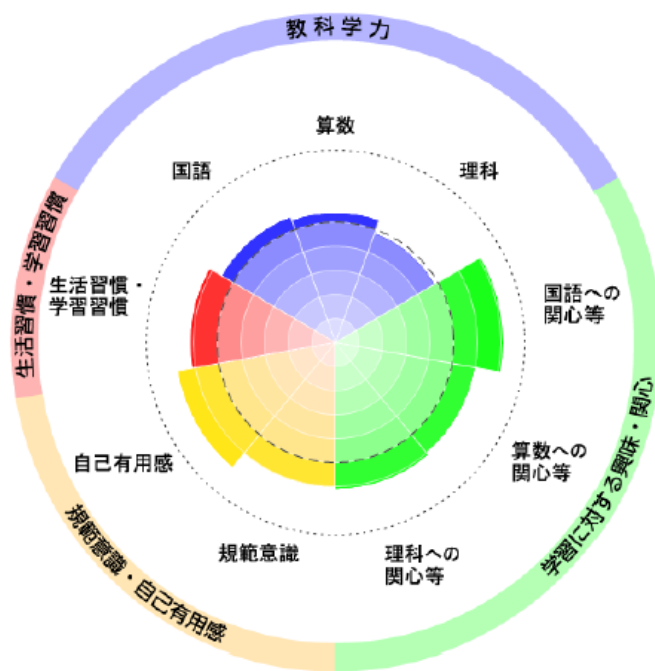 教科学力
算数
国語
理科
生活習慣・学習習慣
生活習慣・
学習習慣
国語への
関心等
自己有用感
算数への
関心等
規範意識
理科への
関心等
規範意識・自己有用感
学習に対する興味・関心